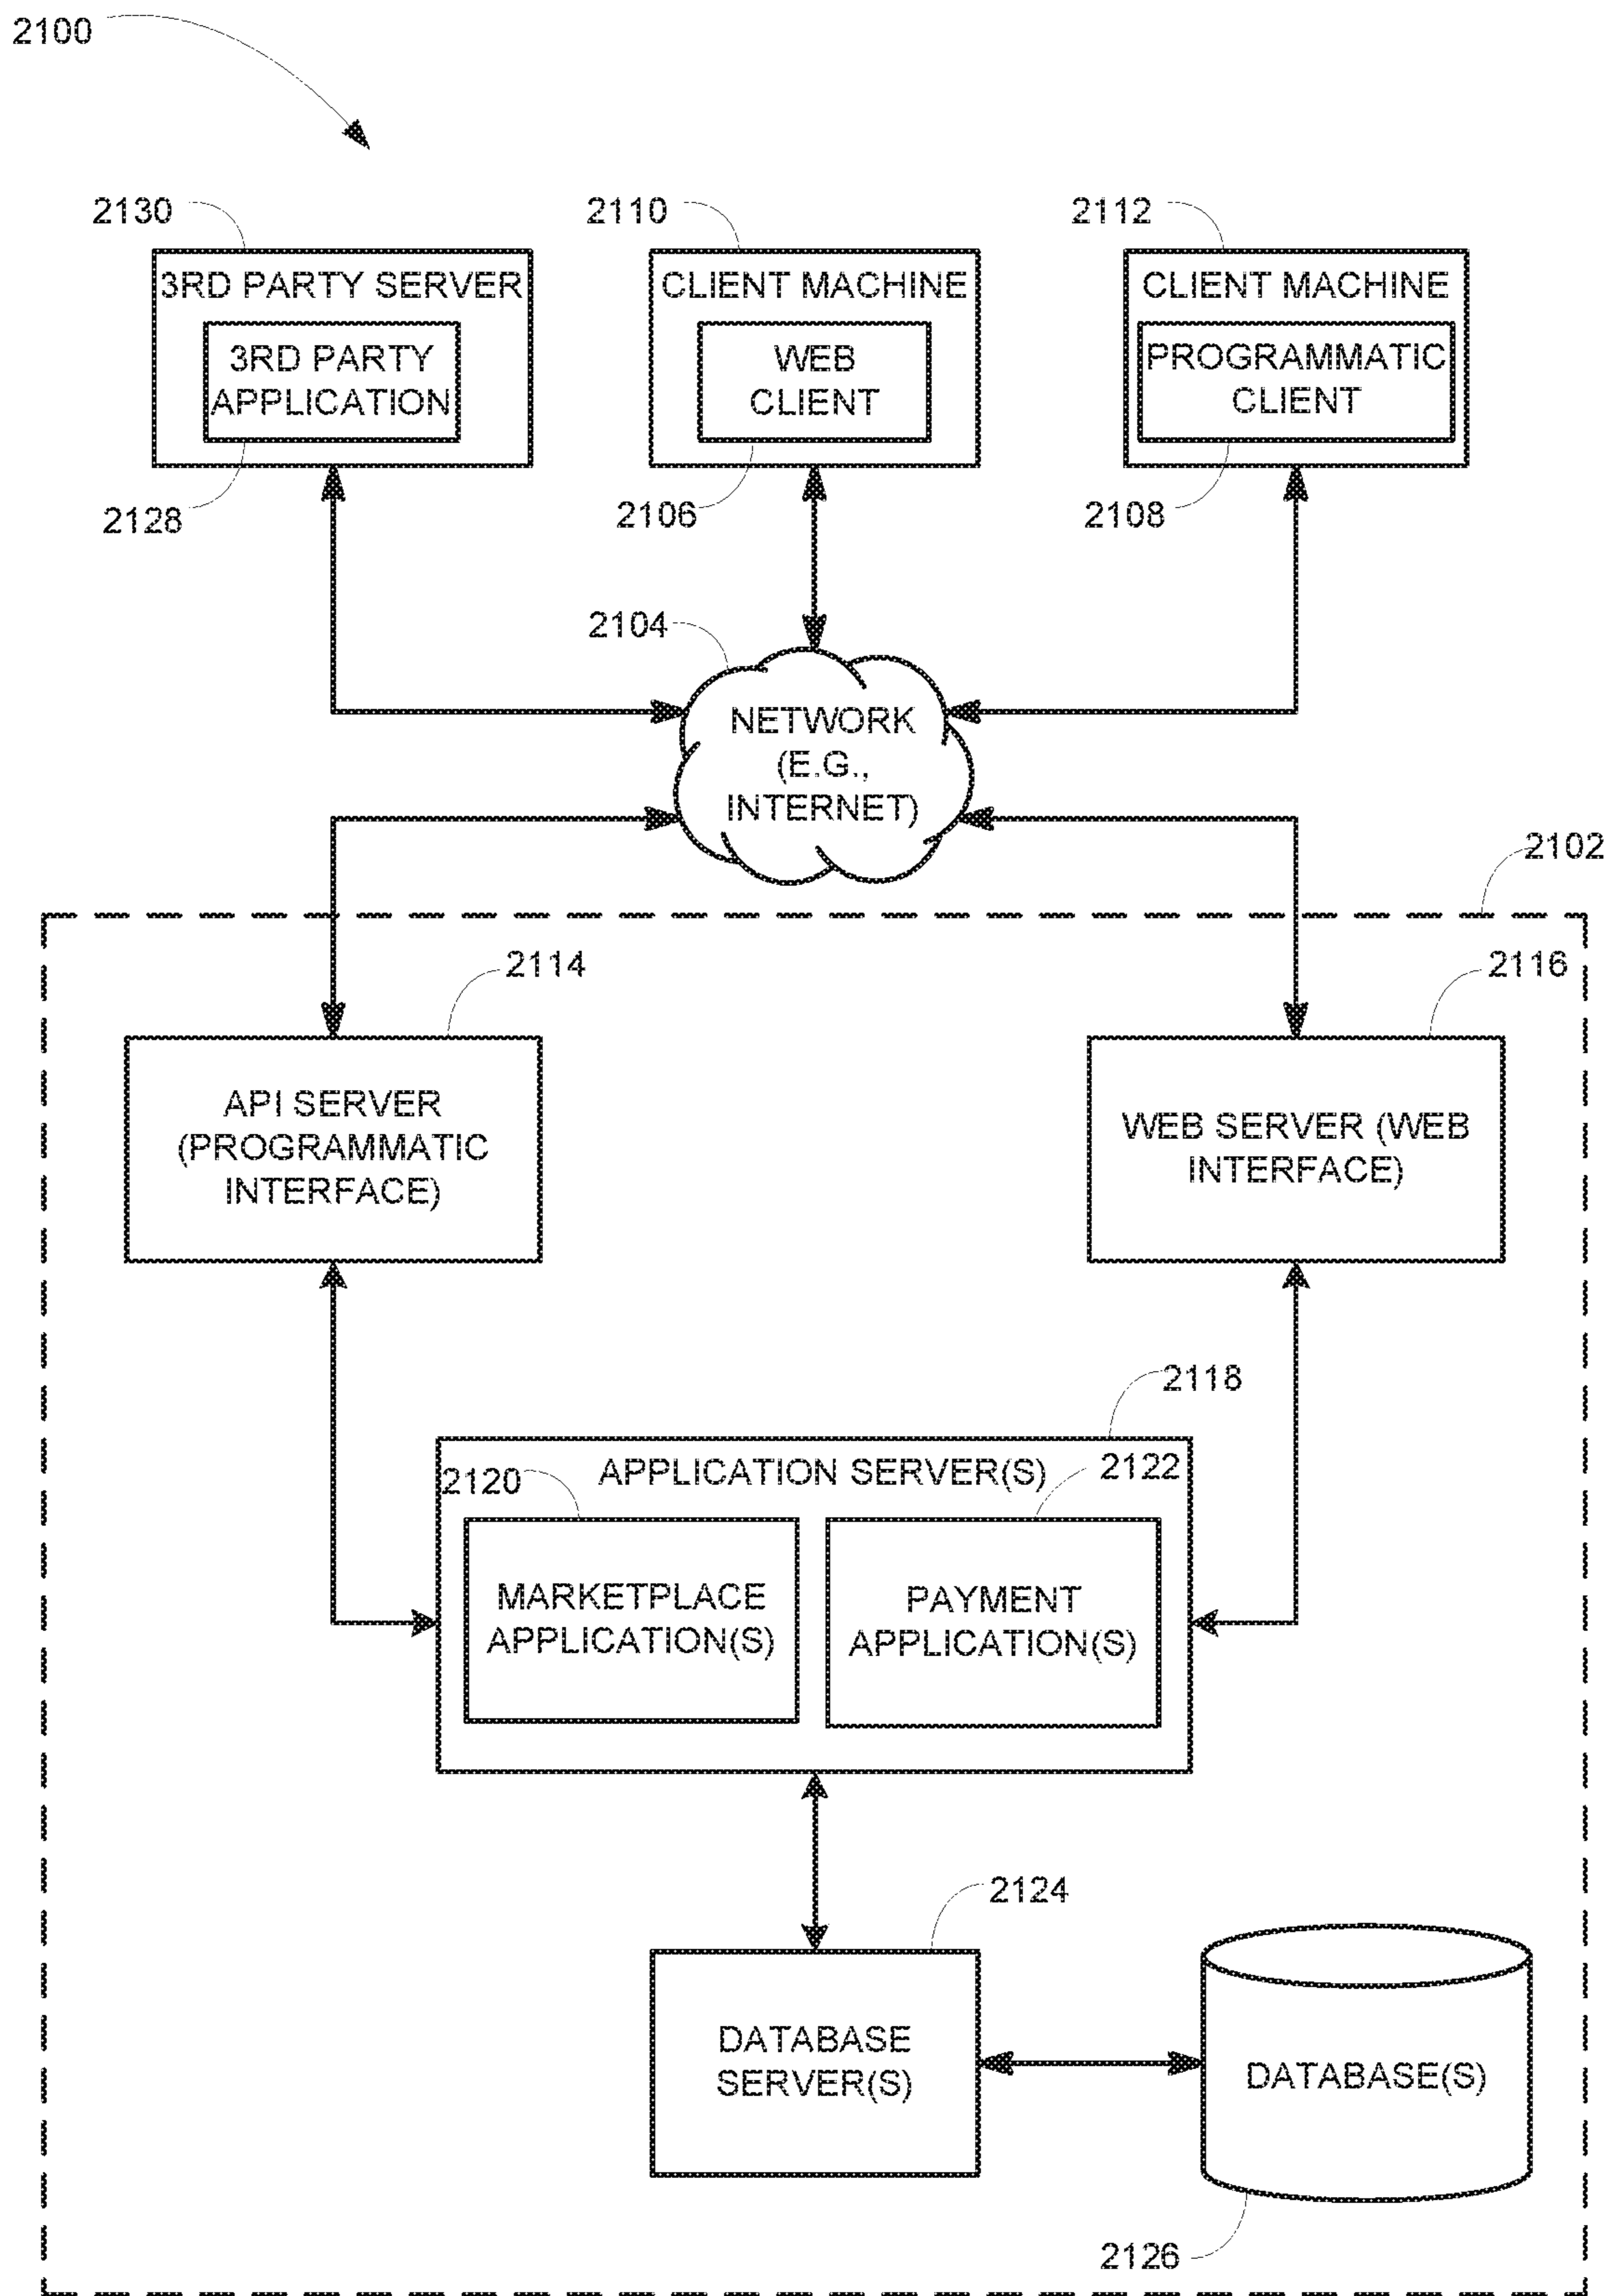 2100
2130
2110
2112
3RD PARTY SERVER
CLIENT MACHINE
CLIENT MACHINE
3RD PARTY
APPLICATION
WEB
CLIENT
PROGRAMMATIC
CLIENT
2128
2106
2108
2104
NETWORK
(E.G.,
INTERNET)
2102
2114
2116
API SERVER
(PROGRAMMATIC
INTERFACE)
WEB SERVER (WEB
INTERFACE)
2118
2120
APPLICATION SERVER(S)
2122
MARKETPLACE
APPLICATION(S)
PAYMENT
APPLICATION(S)
2124
DATABASE
SERVER(S)
DATABASE(S)
2126